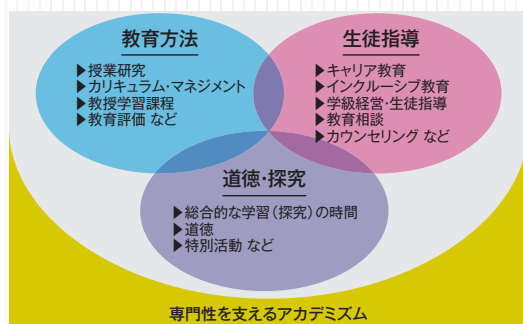 教育方法
▶授業研究
▶カリキュラム・マネジメント
▶教授学習課程
▶教育評価 など
生徒指導
▶キャリア教育
▶インクルーシブ教育
▶学級経営・生徒指導
▶教育相談
▶カウンセリング など
道徳・探究
▶総合的な学習（探究）の時間
▶道徳
▶特別活動 など
専門性を支えるアカデミズム